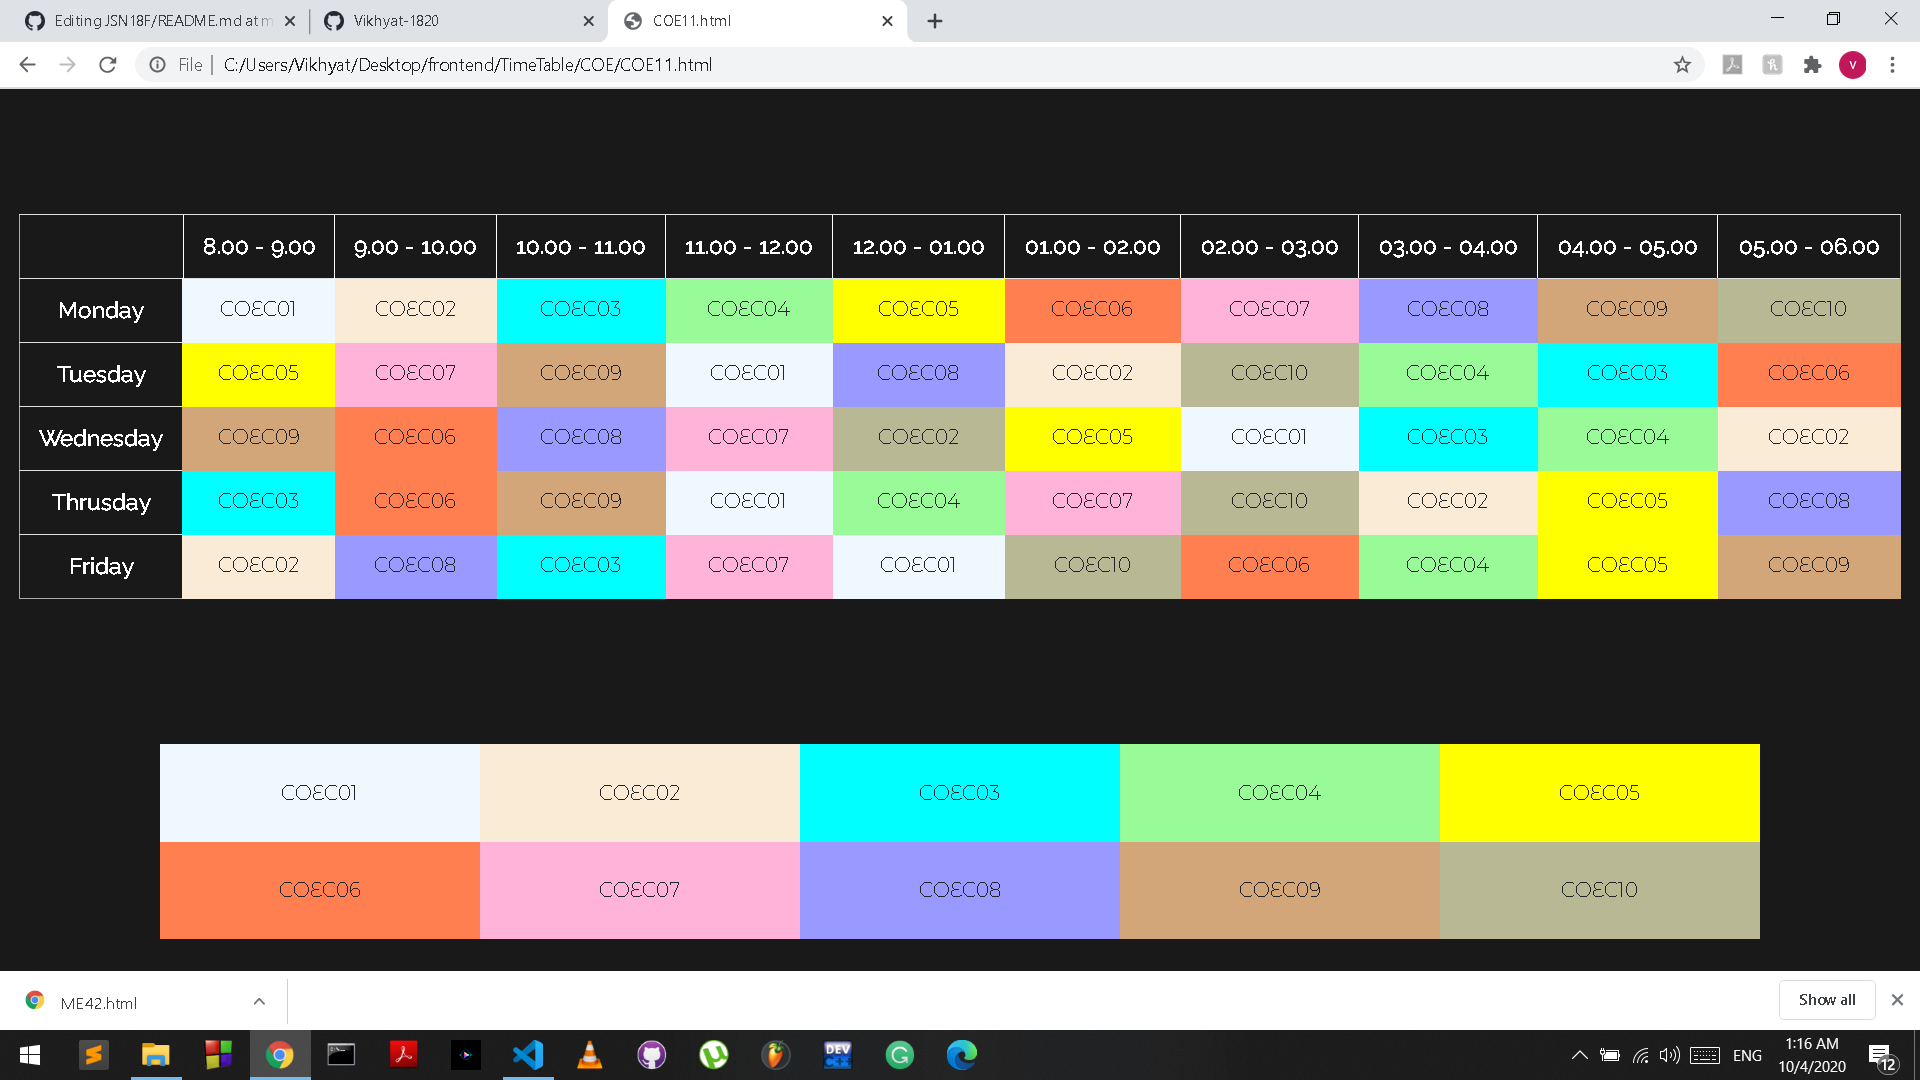 Editing JSN18F/README.md at m
Vikhyat-1820
COE11.html
File | C:/Users/Vikhyat/Desktop/frontend/TimeTable/COE/COE11.html
V
8.00 - 9.00 9.00 - 10.00 10.00 - 11.00 11.00 - 12.00 12.00 - 01.00 01.00 - 02.00 02.00 - 03.00 03.00 - 04.00 04.00 - 05.00 05.00 - 06.00
Monday COEC01 COEC02 COEC03 COEC04 COEC05 COEC06 COEC07 COEC08 COEC09 COEC10
Tuesday COEC05 COEC07 COEC09 COEC01 COEC08 COEC02 COEC10 COEC04 COEC03 COEC06
Wednesday COEC09 COEC06 COEC08 COEC07 COEC02 COEC05 COEC01 COEC03 COEC04 COEC02
Thrusday COEC03 COEC06 COEC09 COEC01 COEC04 COEC07 COEC10 COEC02 COEC05 COEC08
Friday COEC02 COEC08 COEC03 COEC07 COEC01 COEC10 COEC06 COEC04 COEC05 COEC09
COEC01 COEC02 COEC03 COEC04 COEC05
COEC06 COEC07 COEC08 COEC09 COEC10
ME42.html
Show all
DEV
ENG
1:16 AM
10/4/2020
12